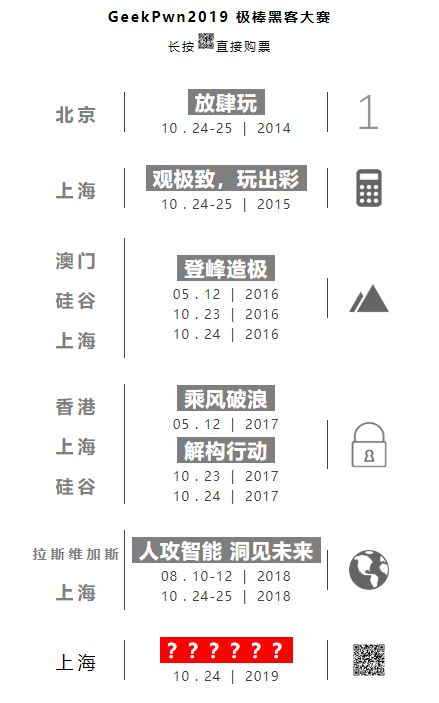 GeekPwn2019 极棒黑客大赛
长按 直接购票
北京
放肆玩
10 . 24-25 | 2014
1
上海
观极致，玩出彩
10 . 24-25 | 2015
澳门
硅谷
上海
登峰造极
05 . 12 | 2016
10 . 23 | 2016
10 . 24 | 2016
香港
上海
硅谷
乘风破浪
05 . 12 | 2017
解构行动
10 . 23 | 2017
10 . 24 | 2017
拉斯维加斯
上海
人攻智能 洞见未来
08 . 10-12 | 2018
10 . 24-25 | 2018
上海
？？？？？？
10 . 24 | 2019